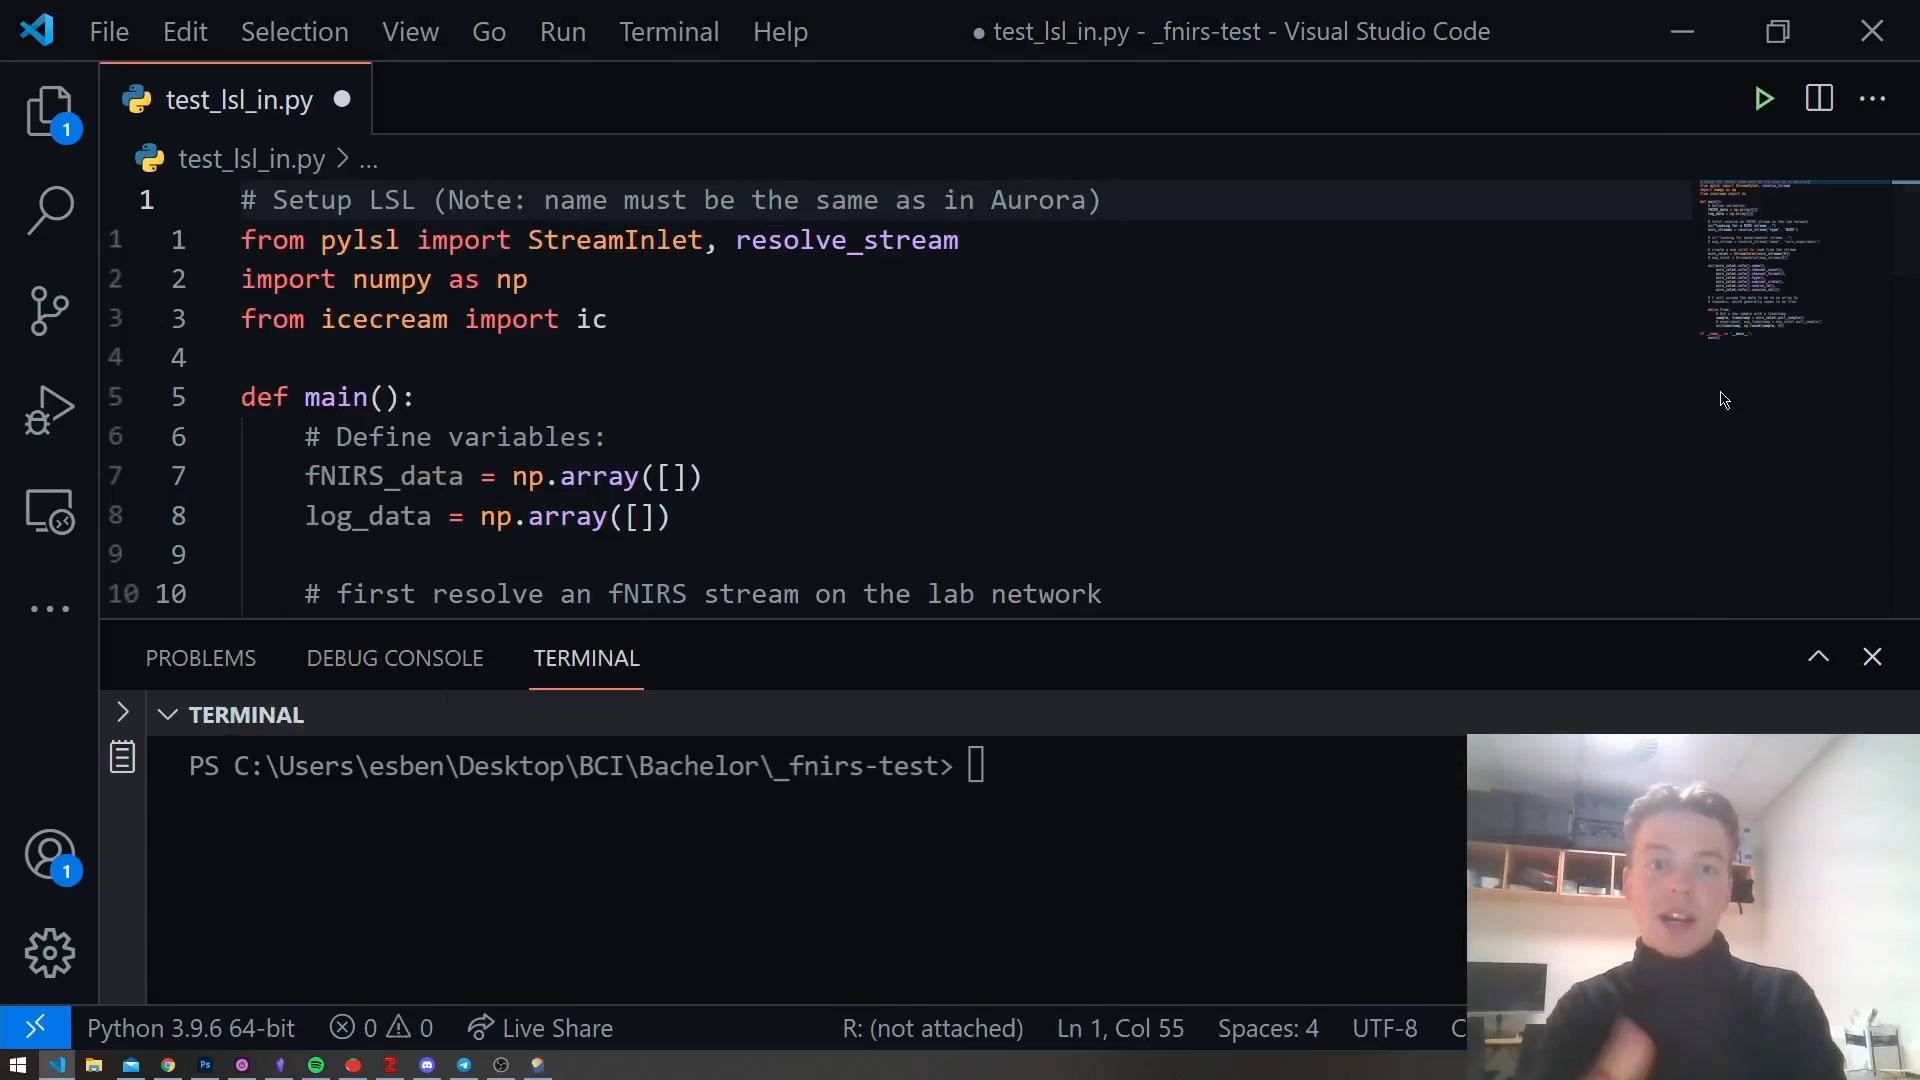 File Edit Selection View Go Run Terminal Help ● test_lsl_in.py - _fnirs-test - Visual Studio Code
test_lsl_in.py ●
test_lsl_in.py > ...
1 # Setup LSL (Note: name must be the same as in Aurora)
1 1 from pylsl import StreamInlet, resolve_stream
2 2 import numpy as np
3 3 from icecream import ic
4 4
5 5 def main():
6 6 # Define variables:
7 7 fNIRS_data = np.array([])
8 8 log_data = np.array([])
9 9
10 10 # first resolve an fNIRS stream on the lab network
1
PROBLEMS DEBUG CONSOLE TERMINAL
TERMINAL
PS C:\Users\esben\Desktop\BCI\Bachelor\_fnirs-test>
1
Python 3.9.6 64-bit 0 0 Live Share R: (not attached) Ln 1, Col 55 Spaces: 4 UTF-8 C
Ps Z